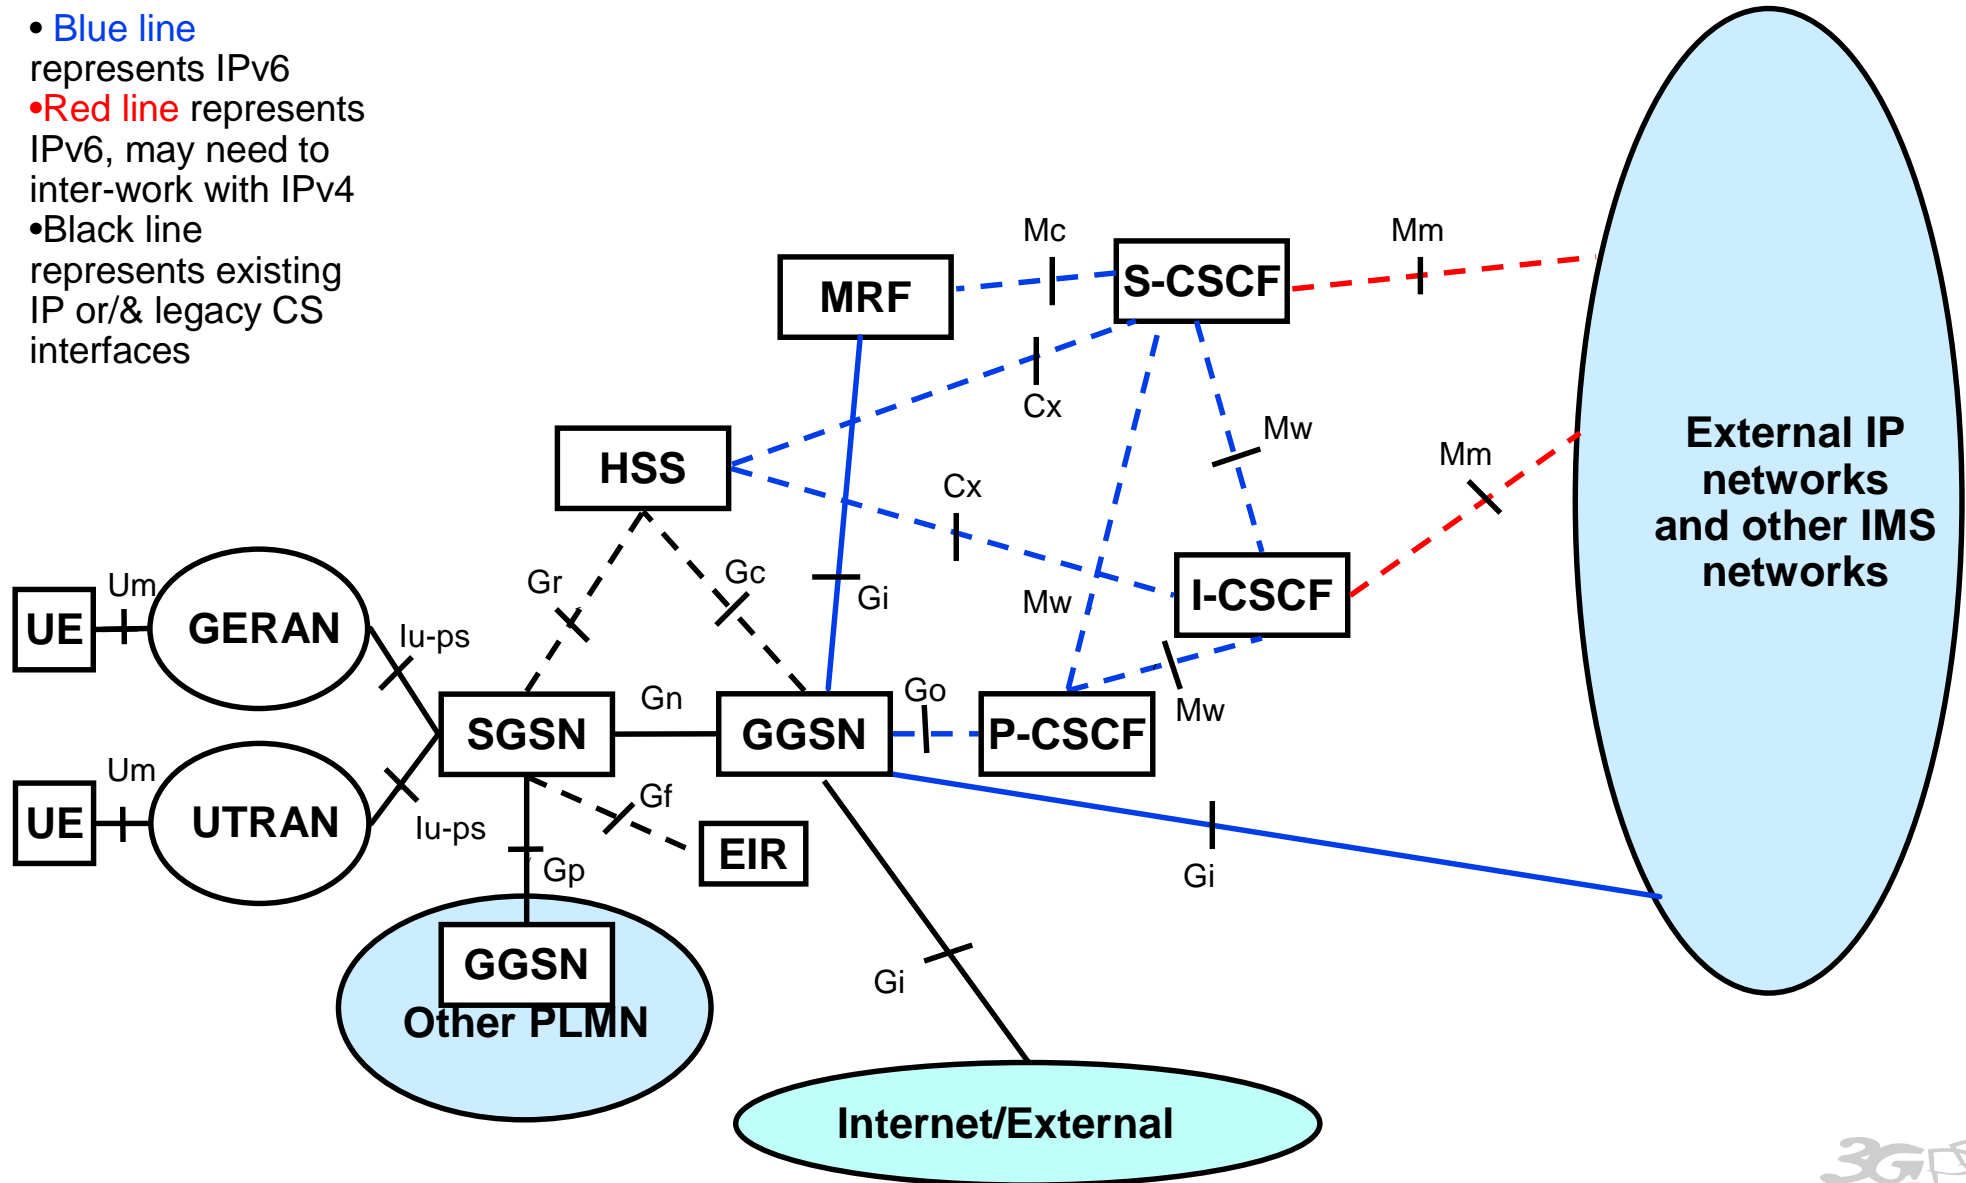 • Blue line
represents IPv6
•Red line represents
IPv6, may need to
inter-work with IPv4
•Black line
represents existing
IP or/& legacy CS
interfaces
Mc
Mm
S-CSCF
MRF
Cx
Mw
External IP
networks
and other IMS
networks
Mm
HSS
Cx
Um
Gr
Gc
Gi
Mw
I-CSCF
UE
GERAN
Iu-ps
Gn
Go
Mw
SGSN
GGSN
P-CSCF
Um
Gf
UE
UTRAN
Iu-ps
EIR
Gp
Gi
GGSN
Gi
Other PLMN
Internet/External
3G